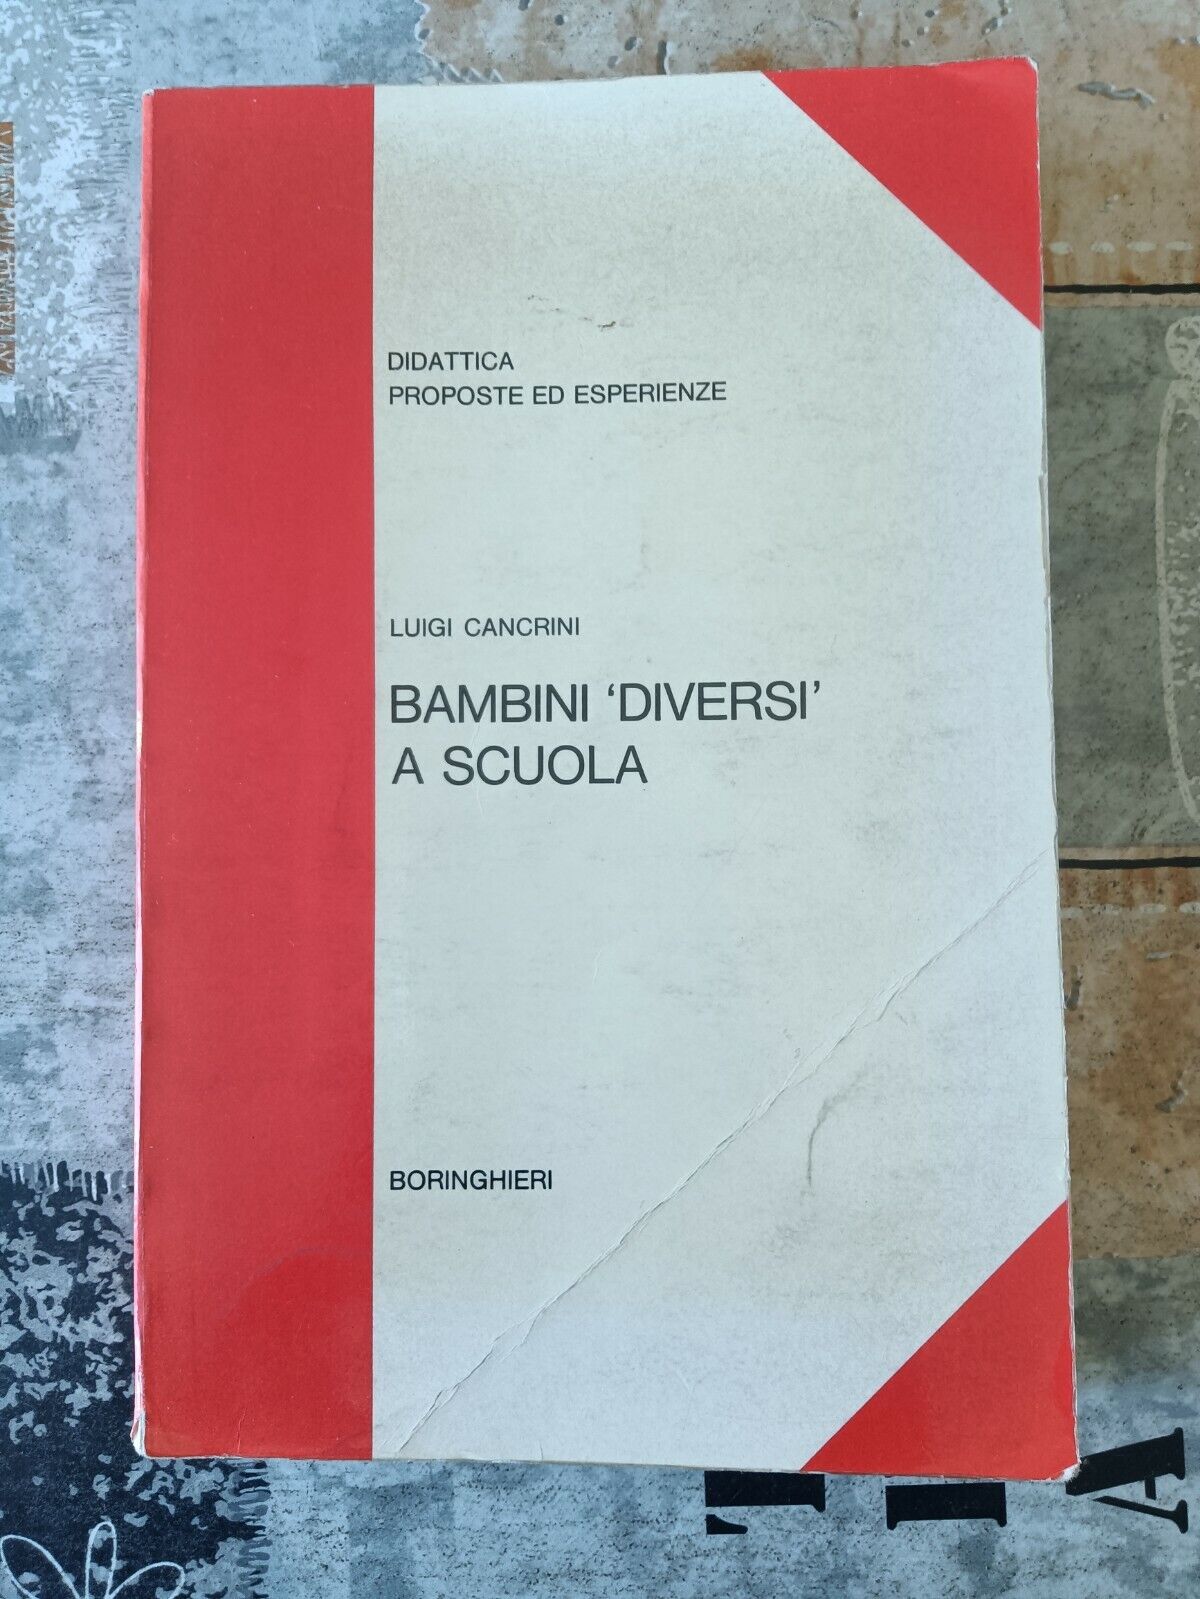 DIDATTICA
PROPOSTE ED ESPERIENZE
LUIGI CANCRINI
BAMBINI ‘DIVERSI’
A SCUOLA
BORINGHIERI